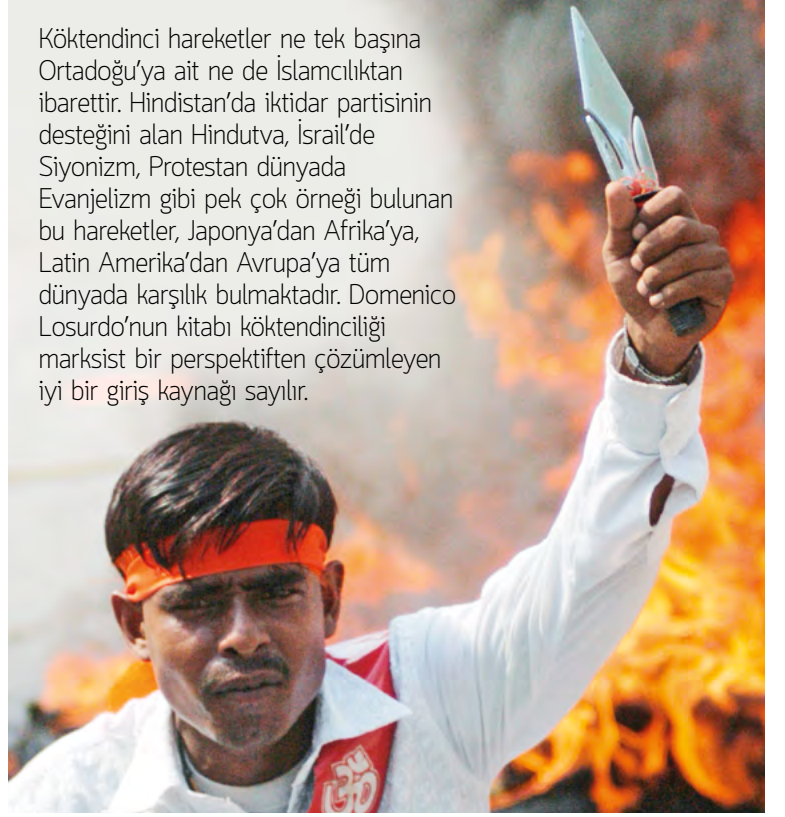 Köktendinci hareketler ne tek başına
Ortadoğu’ya ait ne de İslamcılıktan
ibarettir. Hindistan’da iktidar partisinin
desteğini alan Hindutva, İsrail’de
Siyonizm, Protestan dünyada
Evanjelizm gibi pek çok örneği bulunan
bu hareketler, Japonya’dan Afrika’ya,
Latin Amerika’dan Avrupa’ya tüm
dünyada karşılık bulmaktadır. Domenico
Losurdo’nun kitabı köktendinciliği
marksist bir perspektiften çözümleyen
iyi bir giriş kaynağı sayılır.
ॐ